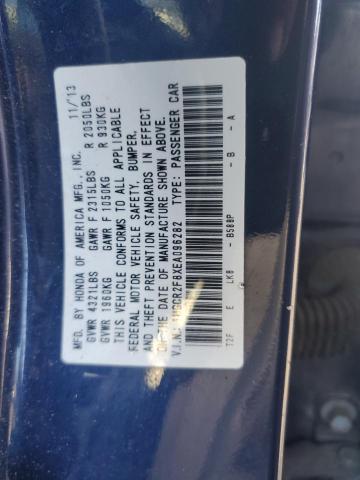 MFD. BY HONDA OF AMERICA MFG., INC. 11/'13
GVWR 4321LBS GAWR F 2315LBS R 2050LBS
GVWR 1960KG GAWR F 1050KG R 930KG
THIS VEHICLE CONFORMS TO ALL APPLICABLE
FEDERAL MOTOR VEHICLE SAFETY, BUMPER,
AND THEFT PREVENTION STANDARDS IN EFFECT
ON THE DATE OF MANUFACTURE SHOWN ABOVE.
V.I.N.: 1HGCR2F8XEA096282 TYPE: PASSENGER CAR
T2F E LKB - B588P - B - A